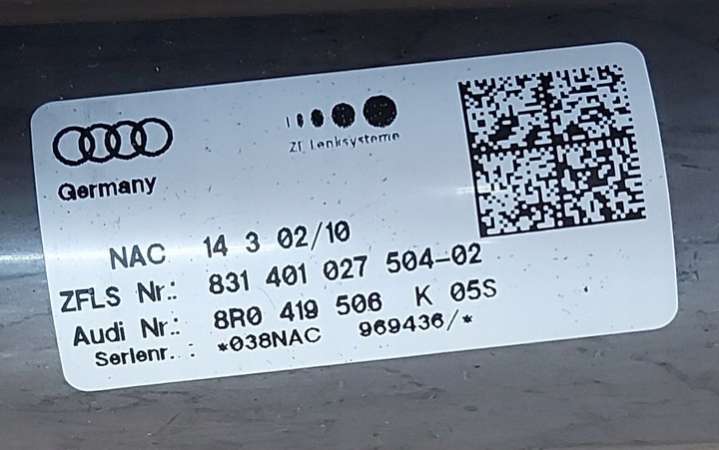 ZF Lenksysteme
Germany
NAC 14 3 02/10
ZFLS Nr.: 831 401 027 504-02
Audi Nr.: 8R0 419 506 K 05S
Serienr. : *038NAC 969436/*